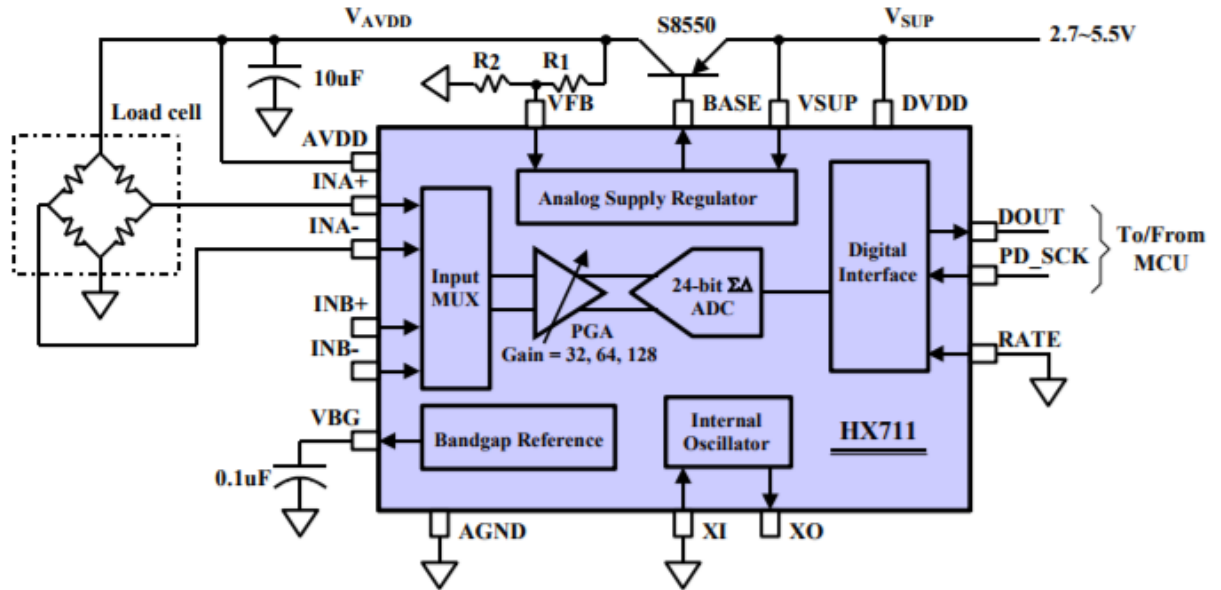 V_AVDD
S8550
V_SUP
2.7~5.5V
R2
R1
10uF
VFB
BASE
VSUP
DVDD
Load cell
AVDD
INA+
INA-
INB+
INB-
VBG
0.1uF
Analog Supply Regulator
Input
MUX
PGA
Gain = 32, 64, 128
24-bit ΣΔ
ADC
Digital
Interface
DOUT
PD_SCK
To/From
MCU
RATE
Bandgap Reference
Internal
Oscillator
HX711
AGND
XI
XO